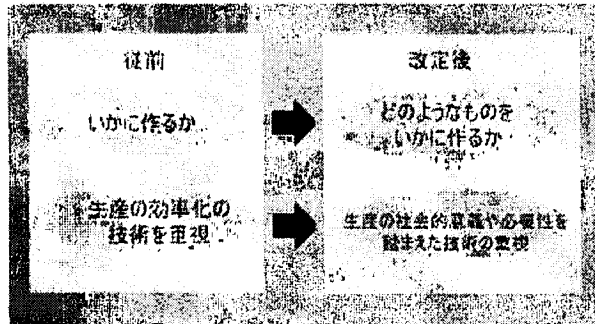 従前
改定後
いかに作るか
どのようなものを
いかに作るか
生産の効率化の
技術を重視
生産の社会的意義や必要性を
踏まえた技術の重視